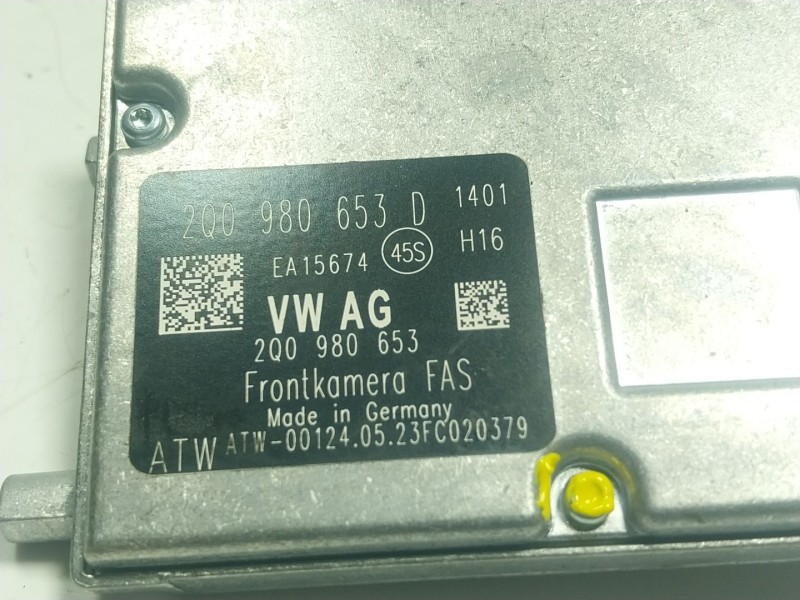 2Q0 980 653 D 1401
EA15674 45S H16
VW AG
2Q0 980 653
Frontkamera FAS
Made in Germany
ATW ATW-00124.05.23FC020379